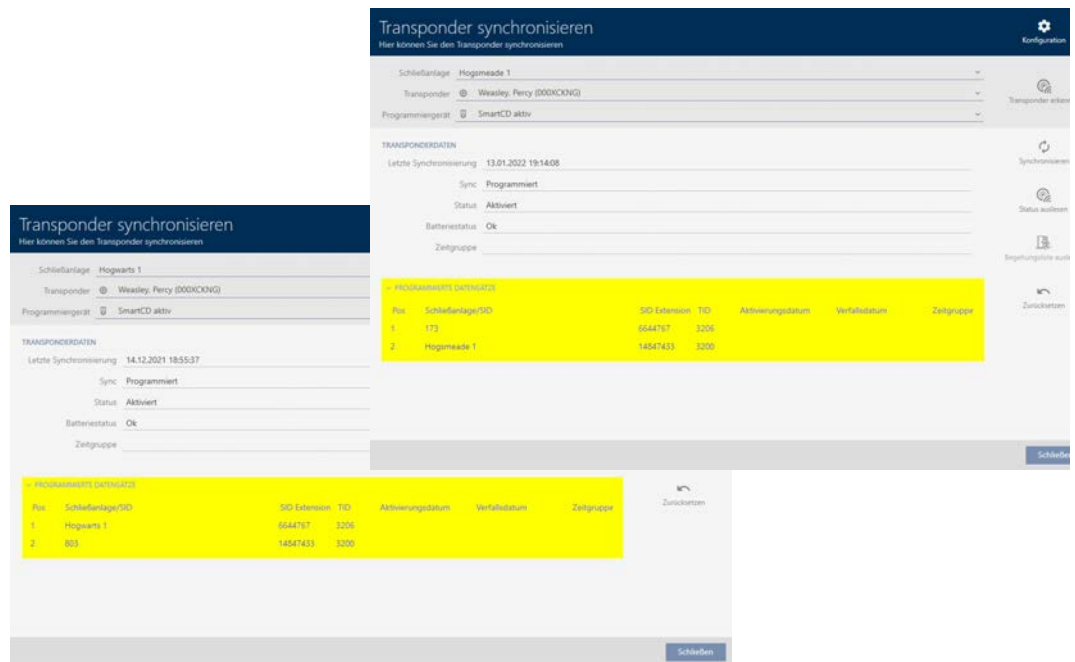 Transponder synchronisieren
Hier können Sie den Transponder synchronisieren
Konfiguration
Schließanlage Hogsmeade 1
Transponder Weasley, Percy (000XCKNG)
Programmiergerät SmartCD aktiv
Transponder erkenn
TRANSPONDERDATEN
Letzte Synchronisierung 13.01.2022 19:14:08
Sync Programmiert
Status Aktiviert
Batteriestatus Ok
Zeitgruppe
Synchronisieren
Status auslesen
Begehungsliste ausle
Zurücksetzen
PROGRAMMIERTE DATENSÄTZE
Pos Schließanlage/SID SID Extension TID Aktivierungsdatum Verfallsdatum Zeitgruppe
1 173 6644767 3206
2 Hogsmeade 1 14847433 3200
Schließen
Transponder synchronisieren
Hier können Sie den Transponder synchronisieren
Schließanlage Hogwarts 1
Transponder Weasley, Percy (000XCKNG)
Programmiergerät SmartCD aktiv
TRANSPONDERDATEN
Letzte Synchronisierung 14.12.2021 18:55:37
Sync Programmiert
Status Aktiviert
Batteriestatus Ok
Zeitgruppe
PROGRAMMIERTE DATENSÄTZE
Pos Schließanlage/SID SID Extension TID Aktivierungsdatum Verfallsdatum Zeitgruppe
1 Hogwarts 1 6644767 3206
2 803 14847433 3200
Zurücksetzen
Schließen